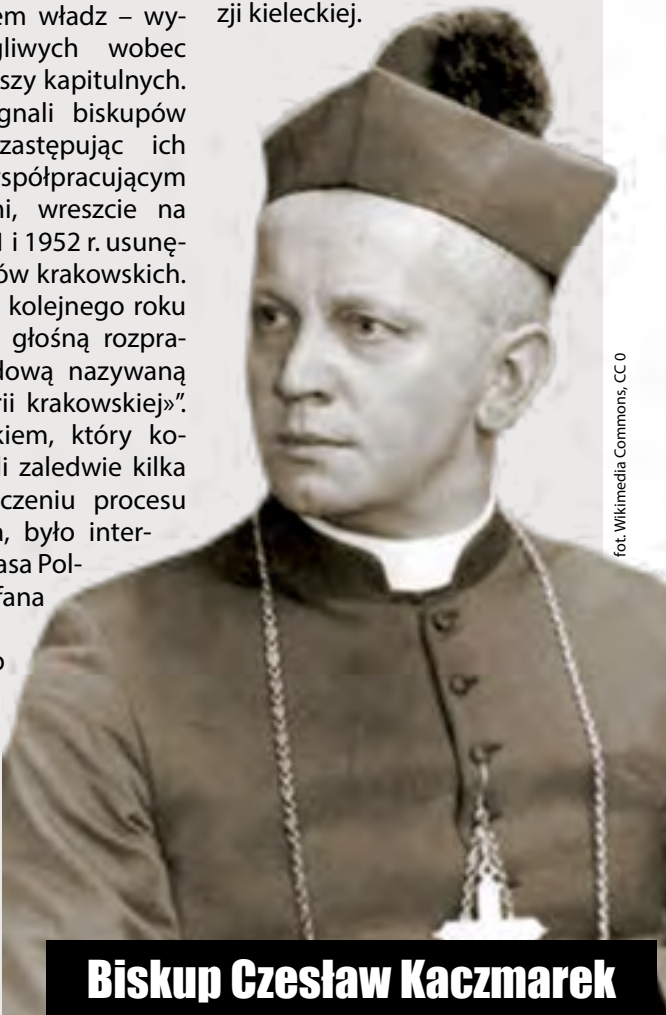 em władz – wy-
gliwych wobec
szy kapitulnych.
gnali biskupów
zastępując ich
współpracującym
ni, wreszcie na
1 i 1952 r. usunę-
ów krakowskich.
kolejnego roku
głośną rozpra-
dową nazywaną
rii krakowskiej»”.
kiem, który ko-
li zaledwie kilka
czeniu procesu
, było inter-
asa Pol-
fana
o
zji kieleckiej.
fot. Wikimedia Commons, CC 0
Biskup Czesław Kaczmarek